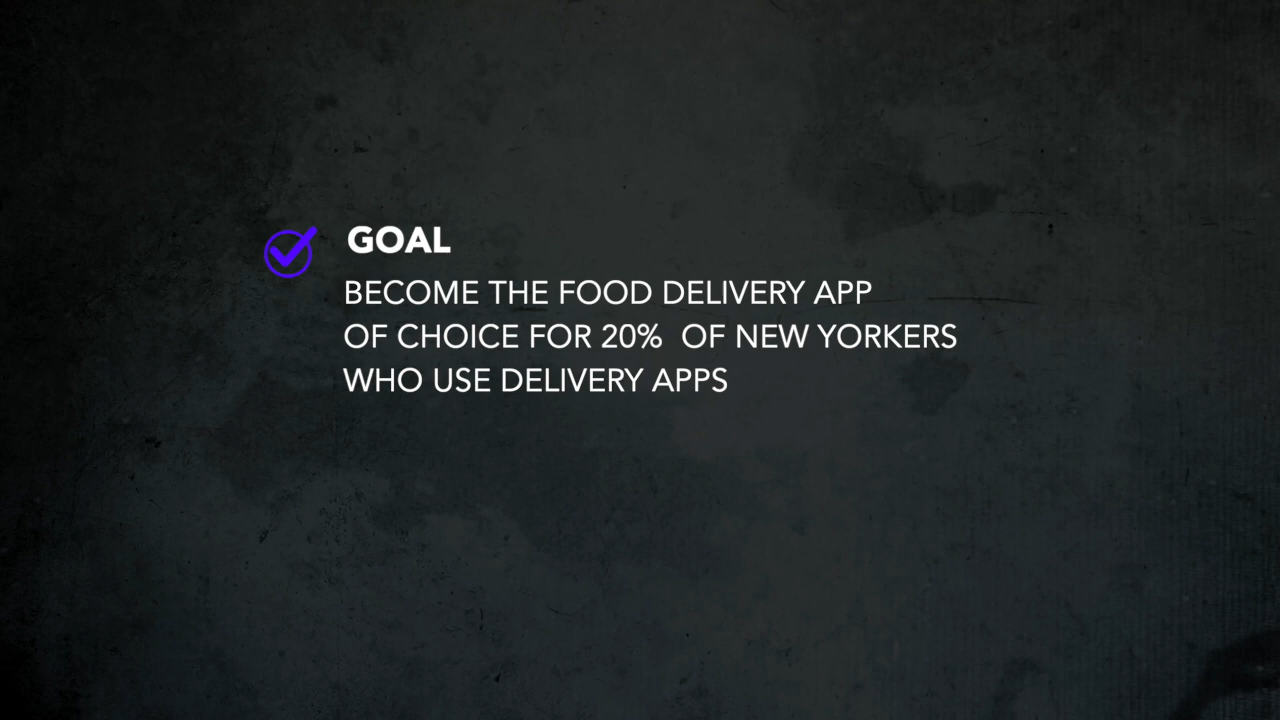 GOAL
BECOME THE FOOD DELIVERY APP
OF CHOICE FOR 20%  OF NEW YORKERS
WHO USE DELIVERY APPS